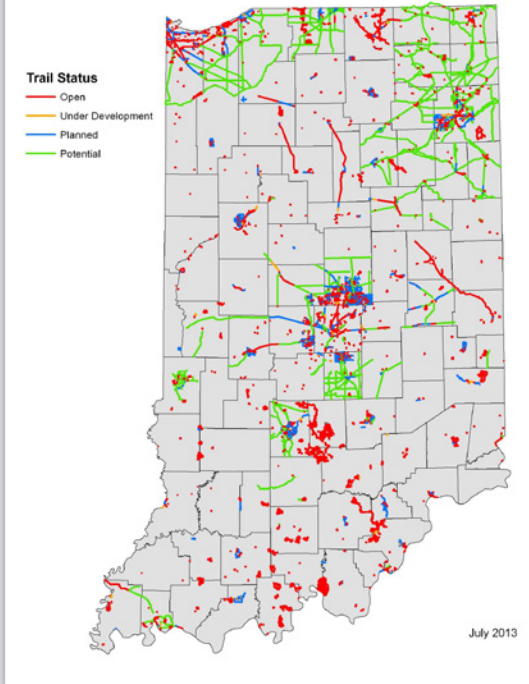 Trail Status
Open
Under Development
Planned
Potential
July 2013